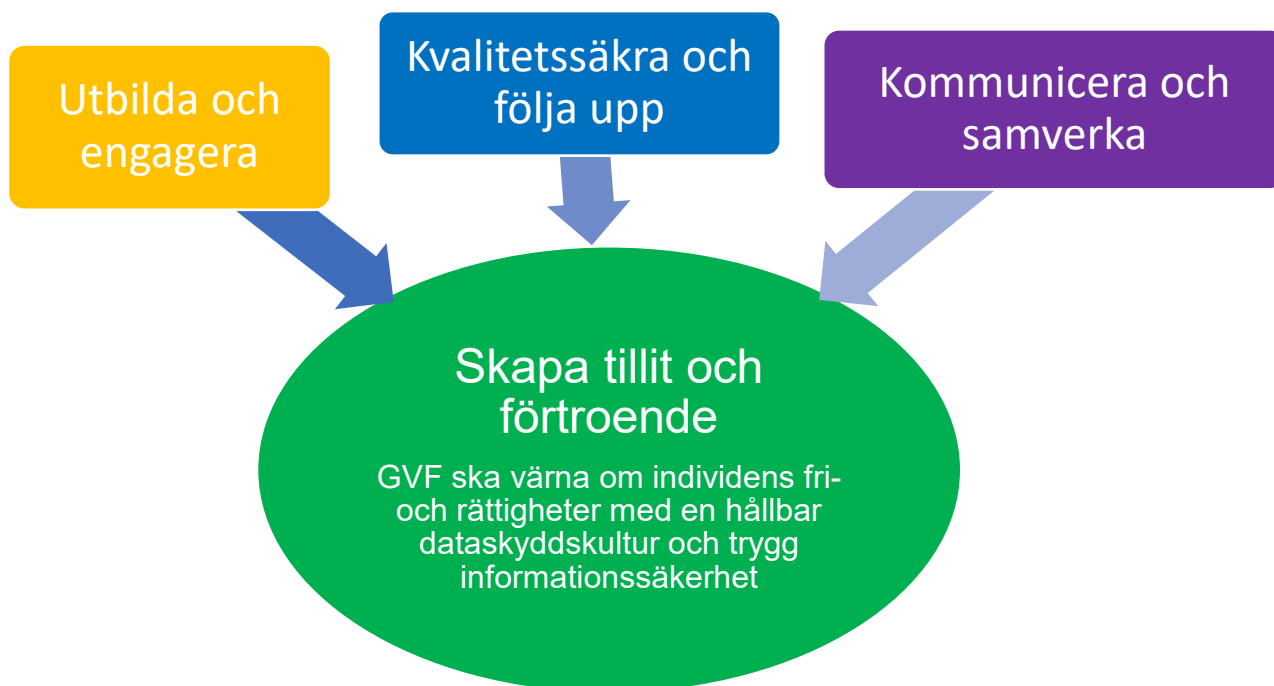 Utbilda och
engagera
Kvalitetssäkra och
följa upp
Kommunicera och
samverka
Skapa tillit och
förtroende
GVF ska värna om individens fri-
och rättigheter med en hållbar
dataskyddskultur och trygg
informationssäkerhet